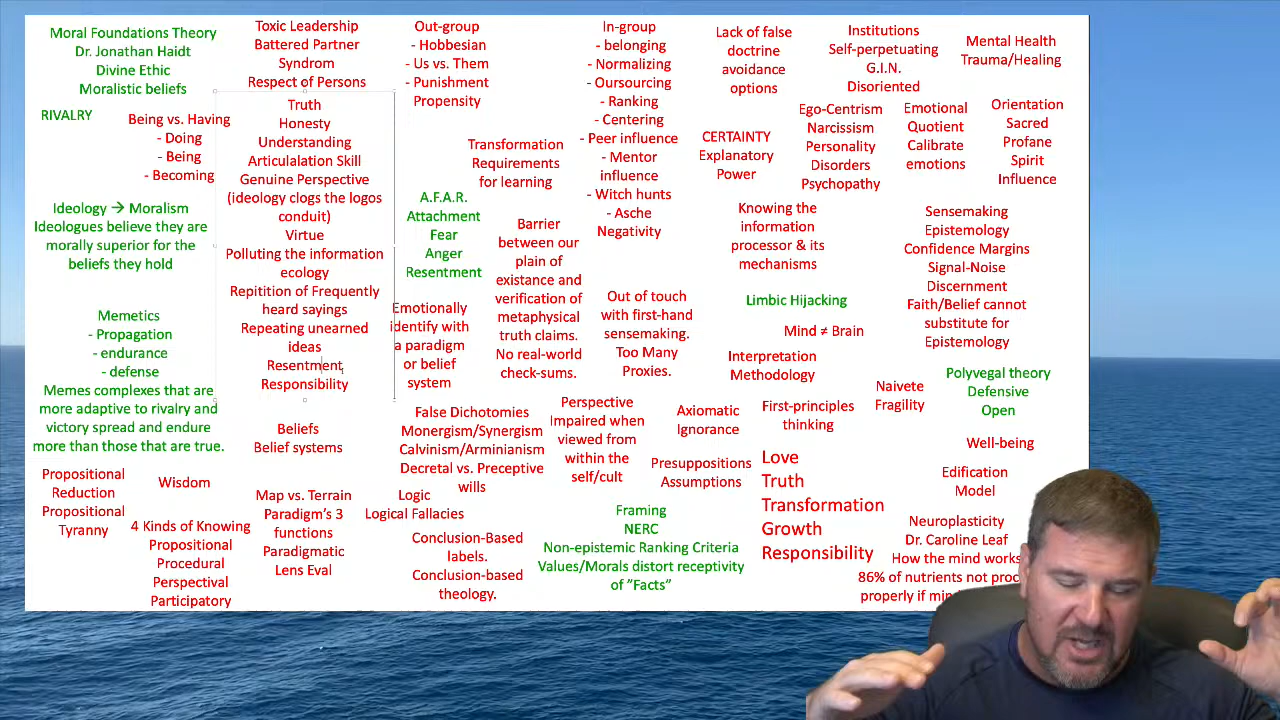 Moral Foundations Theory
Dr. Jonathan Haidt
Divine Ethic
Moralistic beliefs
Toxic Leadership
Battered Partner
Syndrom
Respect of Persons
Out-group
- Hobbesian
- Us vs. Them
- Punishment
Propensity
In-group
- belonging
- Normalizing
- Oursourcing
- Ranking
- Centering
- Peer influence
- Mentor
influence
- Witch hunts
- Asche
Negativity
Lack of false
doctrine
avoidance
options
Institutions
Self-perpetuating
G.I.N.
Disoriented
Mental Health
Trauma/Healing
RIVALRY
Being vs. Having
- Doing
- Being
- Becoming
Truth
Honesty
Understanding
Articulalation Skill
Genuine Perspective
(ideology clogs the logos
conduit)
Virtue
Polluting the information
ecology
Repitition of Frequently
heard sayings
Repeating unearned
ideas
Resentment
Responsibility
Transformation
Requirements
for learning
CERTAINTY
Explanatory
Power
Ego-Centrism
Narcissism
Personality
Disorders
Psychopathy
Emotional
Quotient
Calibrate
emotions
Orientation
Sacred
Profane
Spirit
Influence
Ideology → Moralism
Ideologues believe they are
morally superior for the
beliefs they hold
A.F.A.R.
Attachment
Fear
Anger
Resentment
Barrier
between our
plain of
existance and
verification of
metaphysical
truth claims.
No real-world
check-sums.
Knowing the
information
processor & its
mechanisms
Sensemaking
Epistemology
Confidence Margins
Signal-Noise
Discernment
Faith/Belief cannot
substitute for
Epistemology
Memetics
- Propagation
- endurance
- defense
Memes complexes that are
more adaptive to rivalry and
victory spread and endure
more than those that are true.
Emotionally
identify with
a paradigm
or belief
system
Out of touch
with first-hand
sensemaking.
Too Many
Proxies.
Limbic Hijacking
Mind ≠ Brain
Interpretation
Methodology
Naivete
Fragility
Polyvegal theory
Defensive
Open
Beliefs
Belief systems
False Dichotomies
Monergism/Synergism
Calvinism/Arminianism
Decretal vs. Preceptive
wills
Perspective
Impaired when
viewed from
within the
self/cult
Axiomatic
Ignorance
First-principles
thinking
Well-being
Presuppositions
Assumptions
Love
Truth
Transformation
Growth
Responsibility
Edification
Model
Propositional
Reduction
Propositional
Tyranny
Wisdom
4 Kinds of Knowing
Propositional
Procedural
Perspectival
Participatory
Map vs. Terrain
Paradigm's 3
functions
Paradigmatic
Lens Eval
Logic
Logical Fallacies
Conclusion-Based
labels.
Conclusion-based
theology.
Framing
NERC
Non-epistemic Ranking Criteria
Values/Morals distort receptivity
of "Facts"
Neuroplasticity
Dr. Caroline Leaf
How the mind works
86% of nutrients not
properly if